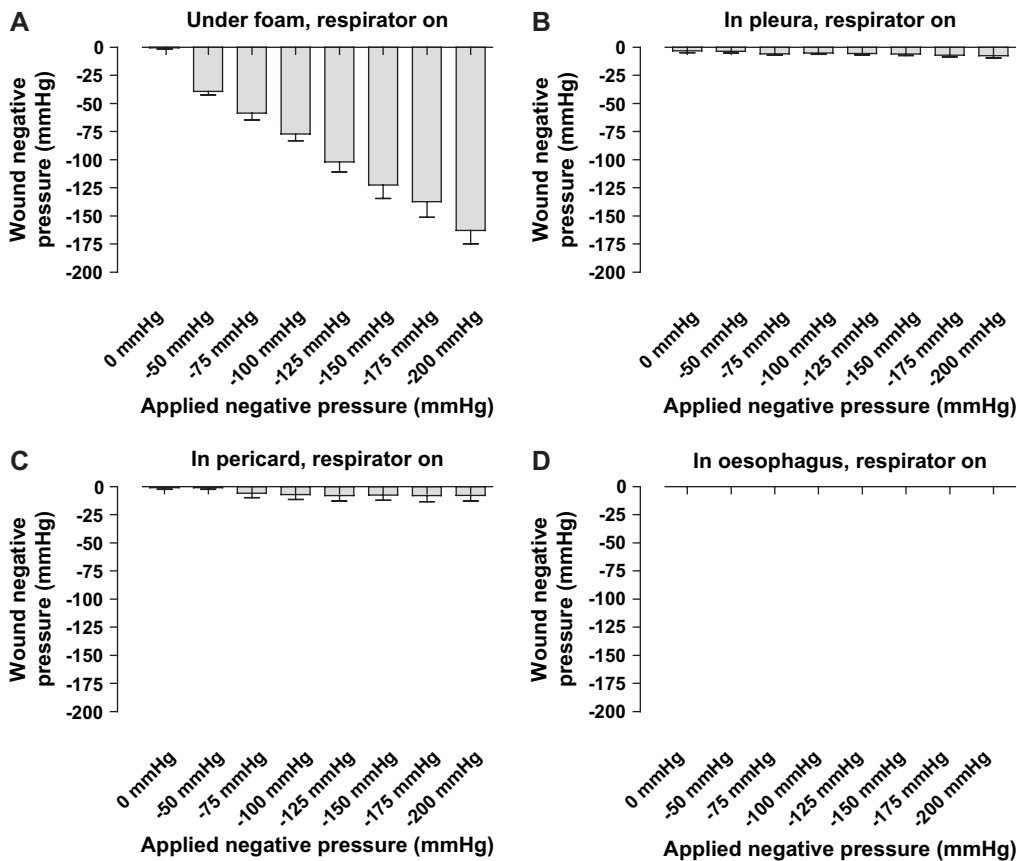 A
Under foam, respirator on
Wound negative
pressure (mmHg)
0
-25
-50
-75
-100
-125
-150
-175
-200
0 mmHg
-50 mmHg
-75 mmHg
-100 mmHg
-125 mmHg
-150 mmHg
-175 mmHg
-200 mmHg
Applied negative pressure (mmHg)
B
In pleura, respirator on
Wound negative
pressure (mmHg)
0
-25
-50
-75
-100
-125
-150
-175
-200
0 mmHg
-50 mmHg
-75 mmHg
-100 mmHg
-125 mmHg
-150 mmHg
-175 mmHg
-200 mmHg
Applied negative pressure (mmHg)
C
In pericard, respirator on
Wound negative
pressure (mmHg)
0
-25
-50
-75
-100
-125
-150
-175
-200
0 mmHg
-50 mmHg
-75 mmHg
-100 mmHg
-125 mmHg
-150 mmHg
-175 mmHg
-200 mmHg
Applied negative pressure (mmHg)
D
In oesophagus, respirator on
Wound negative
pressure (mmHg)
0
-25
-50
-75
-100
-125
-150
-175
-200
0 mmHg
-50 mmHg
-75 mmHg
-100 mmHg
-125 mmHg
-150 mmHg
-175 mmHg
-200 mmHg
Applied negative pressure (mmHg)